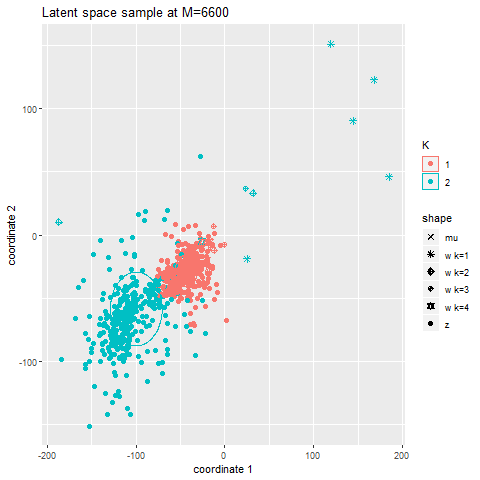 Latent space sample at M=6600
coordinate 2
100
0
-100
-200
-100
0
100
200
coordinate 1
K
1
2
shape
mu
w k=1
w k=2
w k=3
w k=4
z